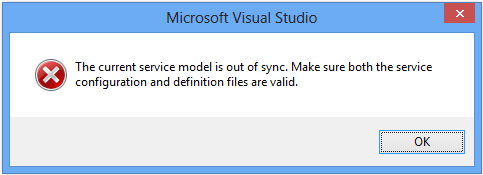 Microsoft Visual Studio
The current service model is out of sync. Make sure both the service
configuration and definition files are valid.
OK